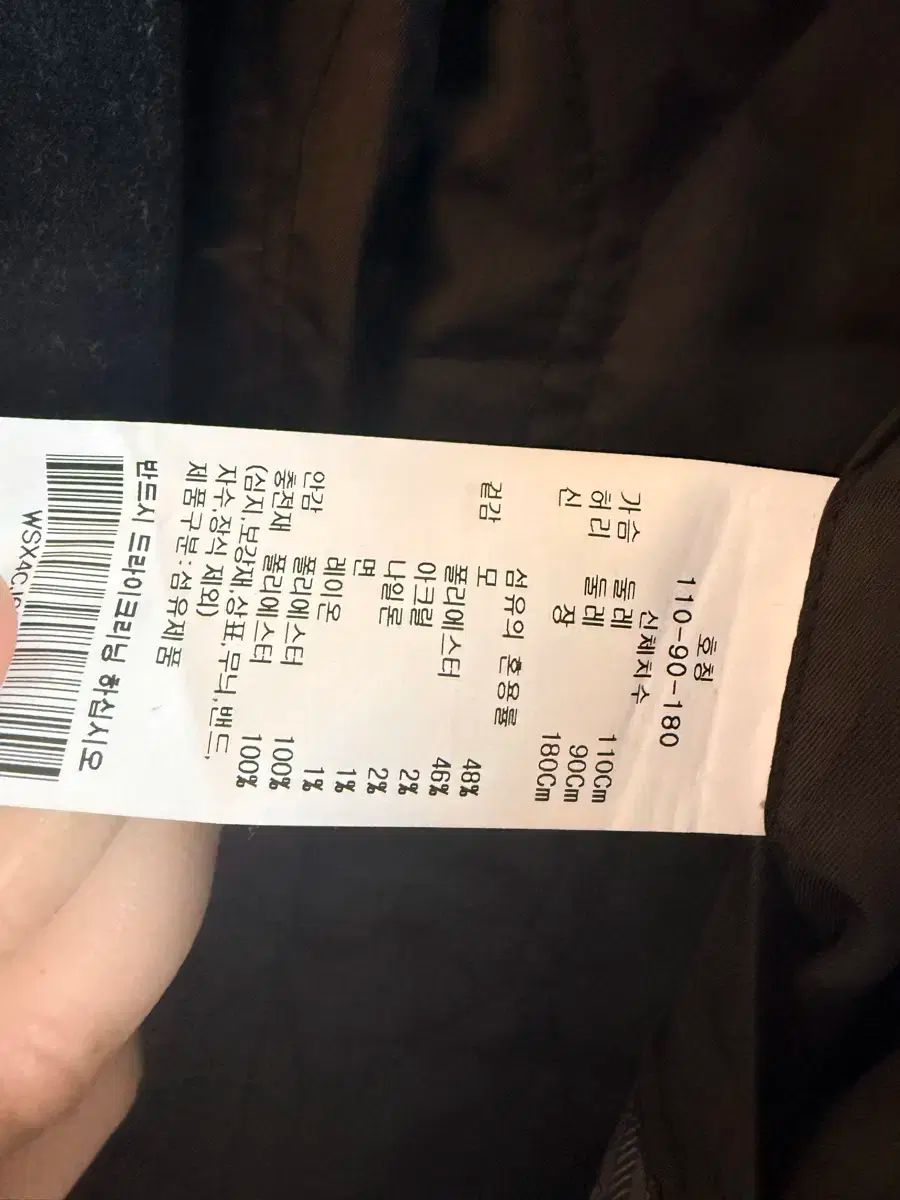 호칭
110-90-180
신체치수
가슴 둘레 110Cm
허리 둘레 90Cm
신 장 180Cm
섬유의 혼용률
겉감 모 48%
폴리에스터 46%
아크릴 2%
나일론 2%
면 1%
레이온 1%
안감 폴리에스터 100%
충전재 폴리에스터 100%
(심지,보강재,상표,무늬,밴드,
자수,장식 제외)
제품구분:섬유제품
반드시 드라이크리닝 하십시오